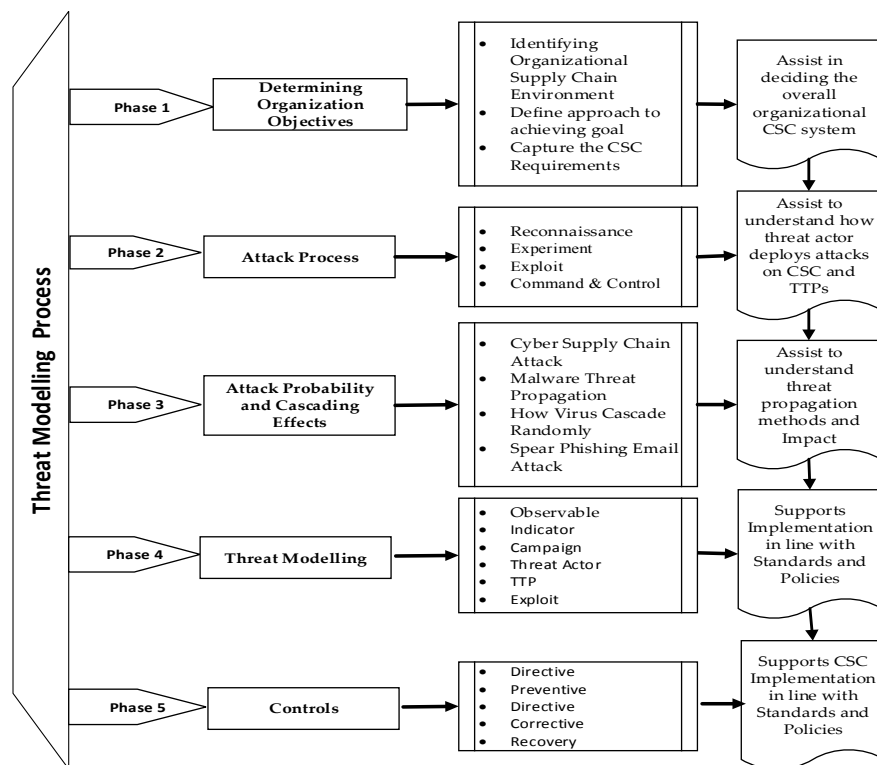 Threat Modelling Process
Phase 1
Determining
Organization
Objectives
• Identifying
Organizational
Supply Chain
Environment
• Define approach to
achieving goal
• Capture the CSC
Requirements
Assist in
deciding the
overall
organizational
CSC system
Phase 2
Attack Process
• Reconnaissance
• Experiment
• Exploit
• Command & Control
Assist to
understand how
threat actor
deploys attacks
on CSC and
TTPs
Phase 3
Attack Probability
and Cascading
Effects
• Cyber Supply Chain
Attack
• Malware Threat
Propagation
• How Virus Cascade
Randomly
• Spear Phishing Email
Attack
Assist to
understand
threat
propagation
methods and
Impact
Phase 4
Threat Modelling
• Observable
• Indicator
• Campaign
• Threat Actor
• TTP
• Exploit
Supports
Implementation
in line with
Standards and
Policies
Phase 5
Controls
• Directive
• Preventive
• Directive
• Corrective
• Recovery
Supports CSC
Implementation
in line with
Standards and
Policies